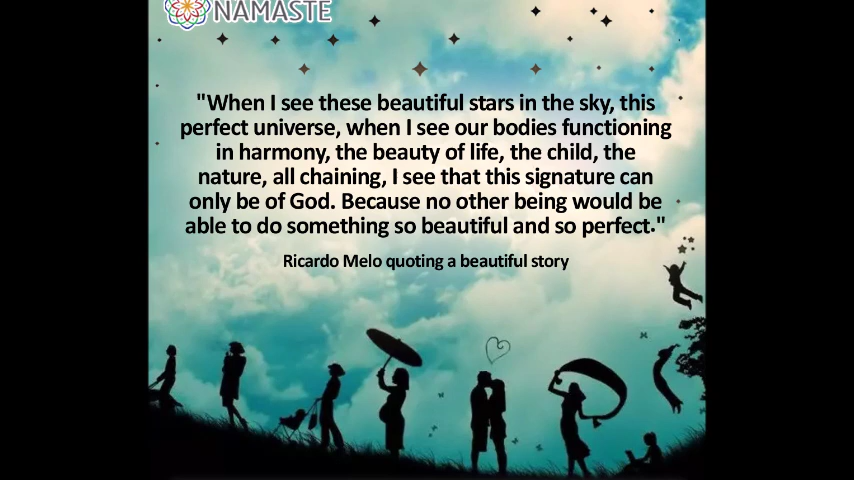 NAMASTE
"When I see these beautiful stars in the sky, this
perfect universe, when I see our bodies functioning
in harmony, the beauty of life, the child, the
nature, all chaining, I see that this signature can
only be of God. Because no other being would be
able to do something so beautiful and so perfect."
Ricardo Melo quoting a beautiful story